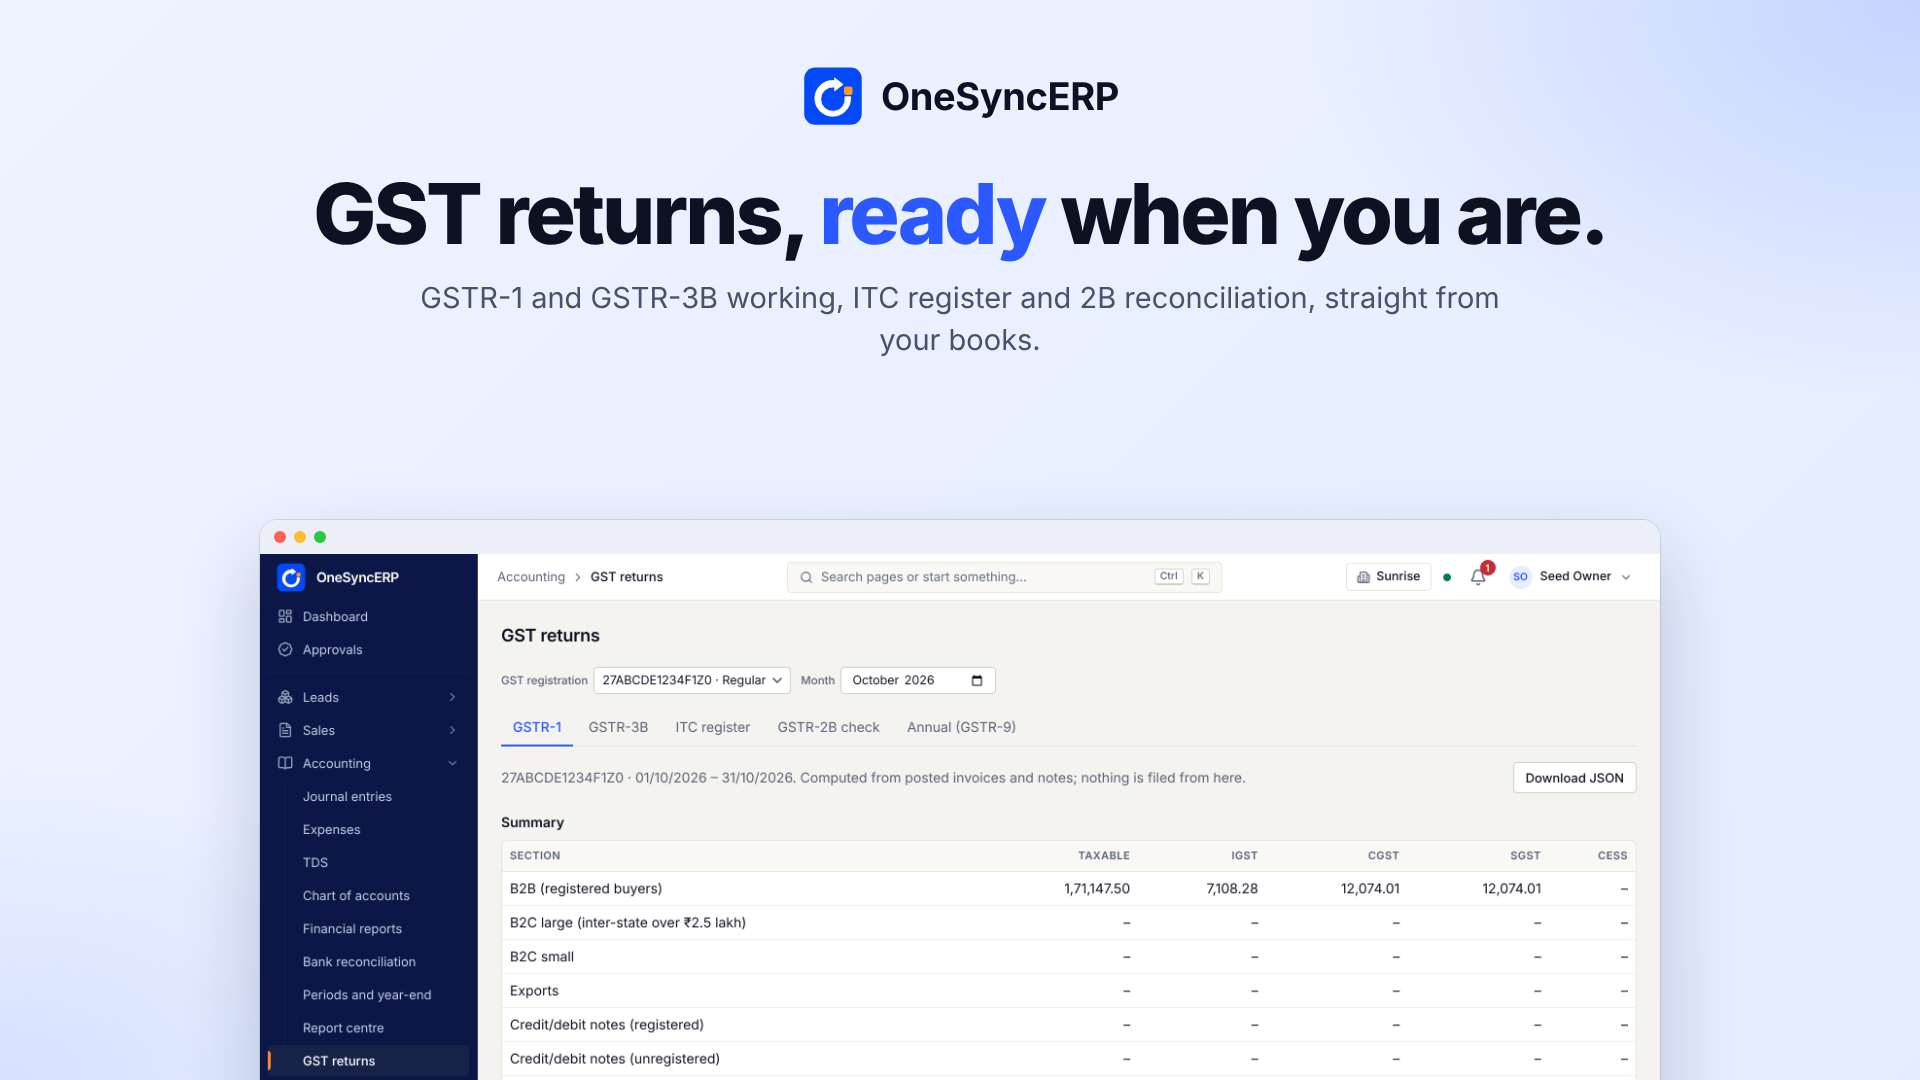 OneSyncERP
GST returns, ready when you are.
GSTR-1 and GSTR-3B working, ITC register and 2B reconciliation, straight from
your books.
OneSyncERP
Accounting > GST returns
Search pages or start something... Ctrl K
Sunrise
1
SO Seed Owner
Dashboard
Approvals
Leads
Sales
Accounting
Journal entries
Expenses
TDS
Chart of accounts
Financial reports
Bank reconciliation
Periods and year-end
Report centre
GST returns
GST returns
GST registration 27ABCDE1234F1Z0 · Regular Month October 2026
GSTR-1 GSTR-3B ITC register GSTR-2B check Annual (GSTR-9)
27ABCDE1234F1Z0 · 01/10/2026 – 31/10/2026. Computed from posted invoices and notes; nothing is filed from here. Download JSON
Summary
SECTION TAXABLE IGST CGST SGST CESS
B2B (registered buyers) 1,71,147.50 7,108.28 12,074.01 12,074.01 –
B2C large (inter-state over ₹2.5 lakh) – – – – –
B2C small – – – – –
Exports – – – – –
Credit/debit notes (registered) – – – – –
Credit/debit notes (unregistered) – – – – –